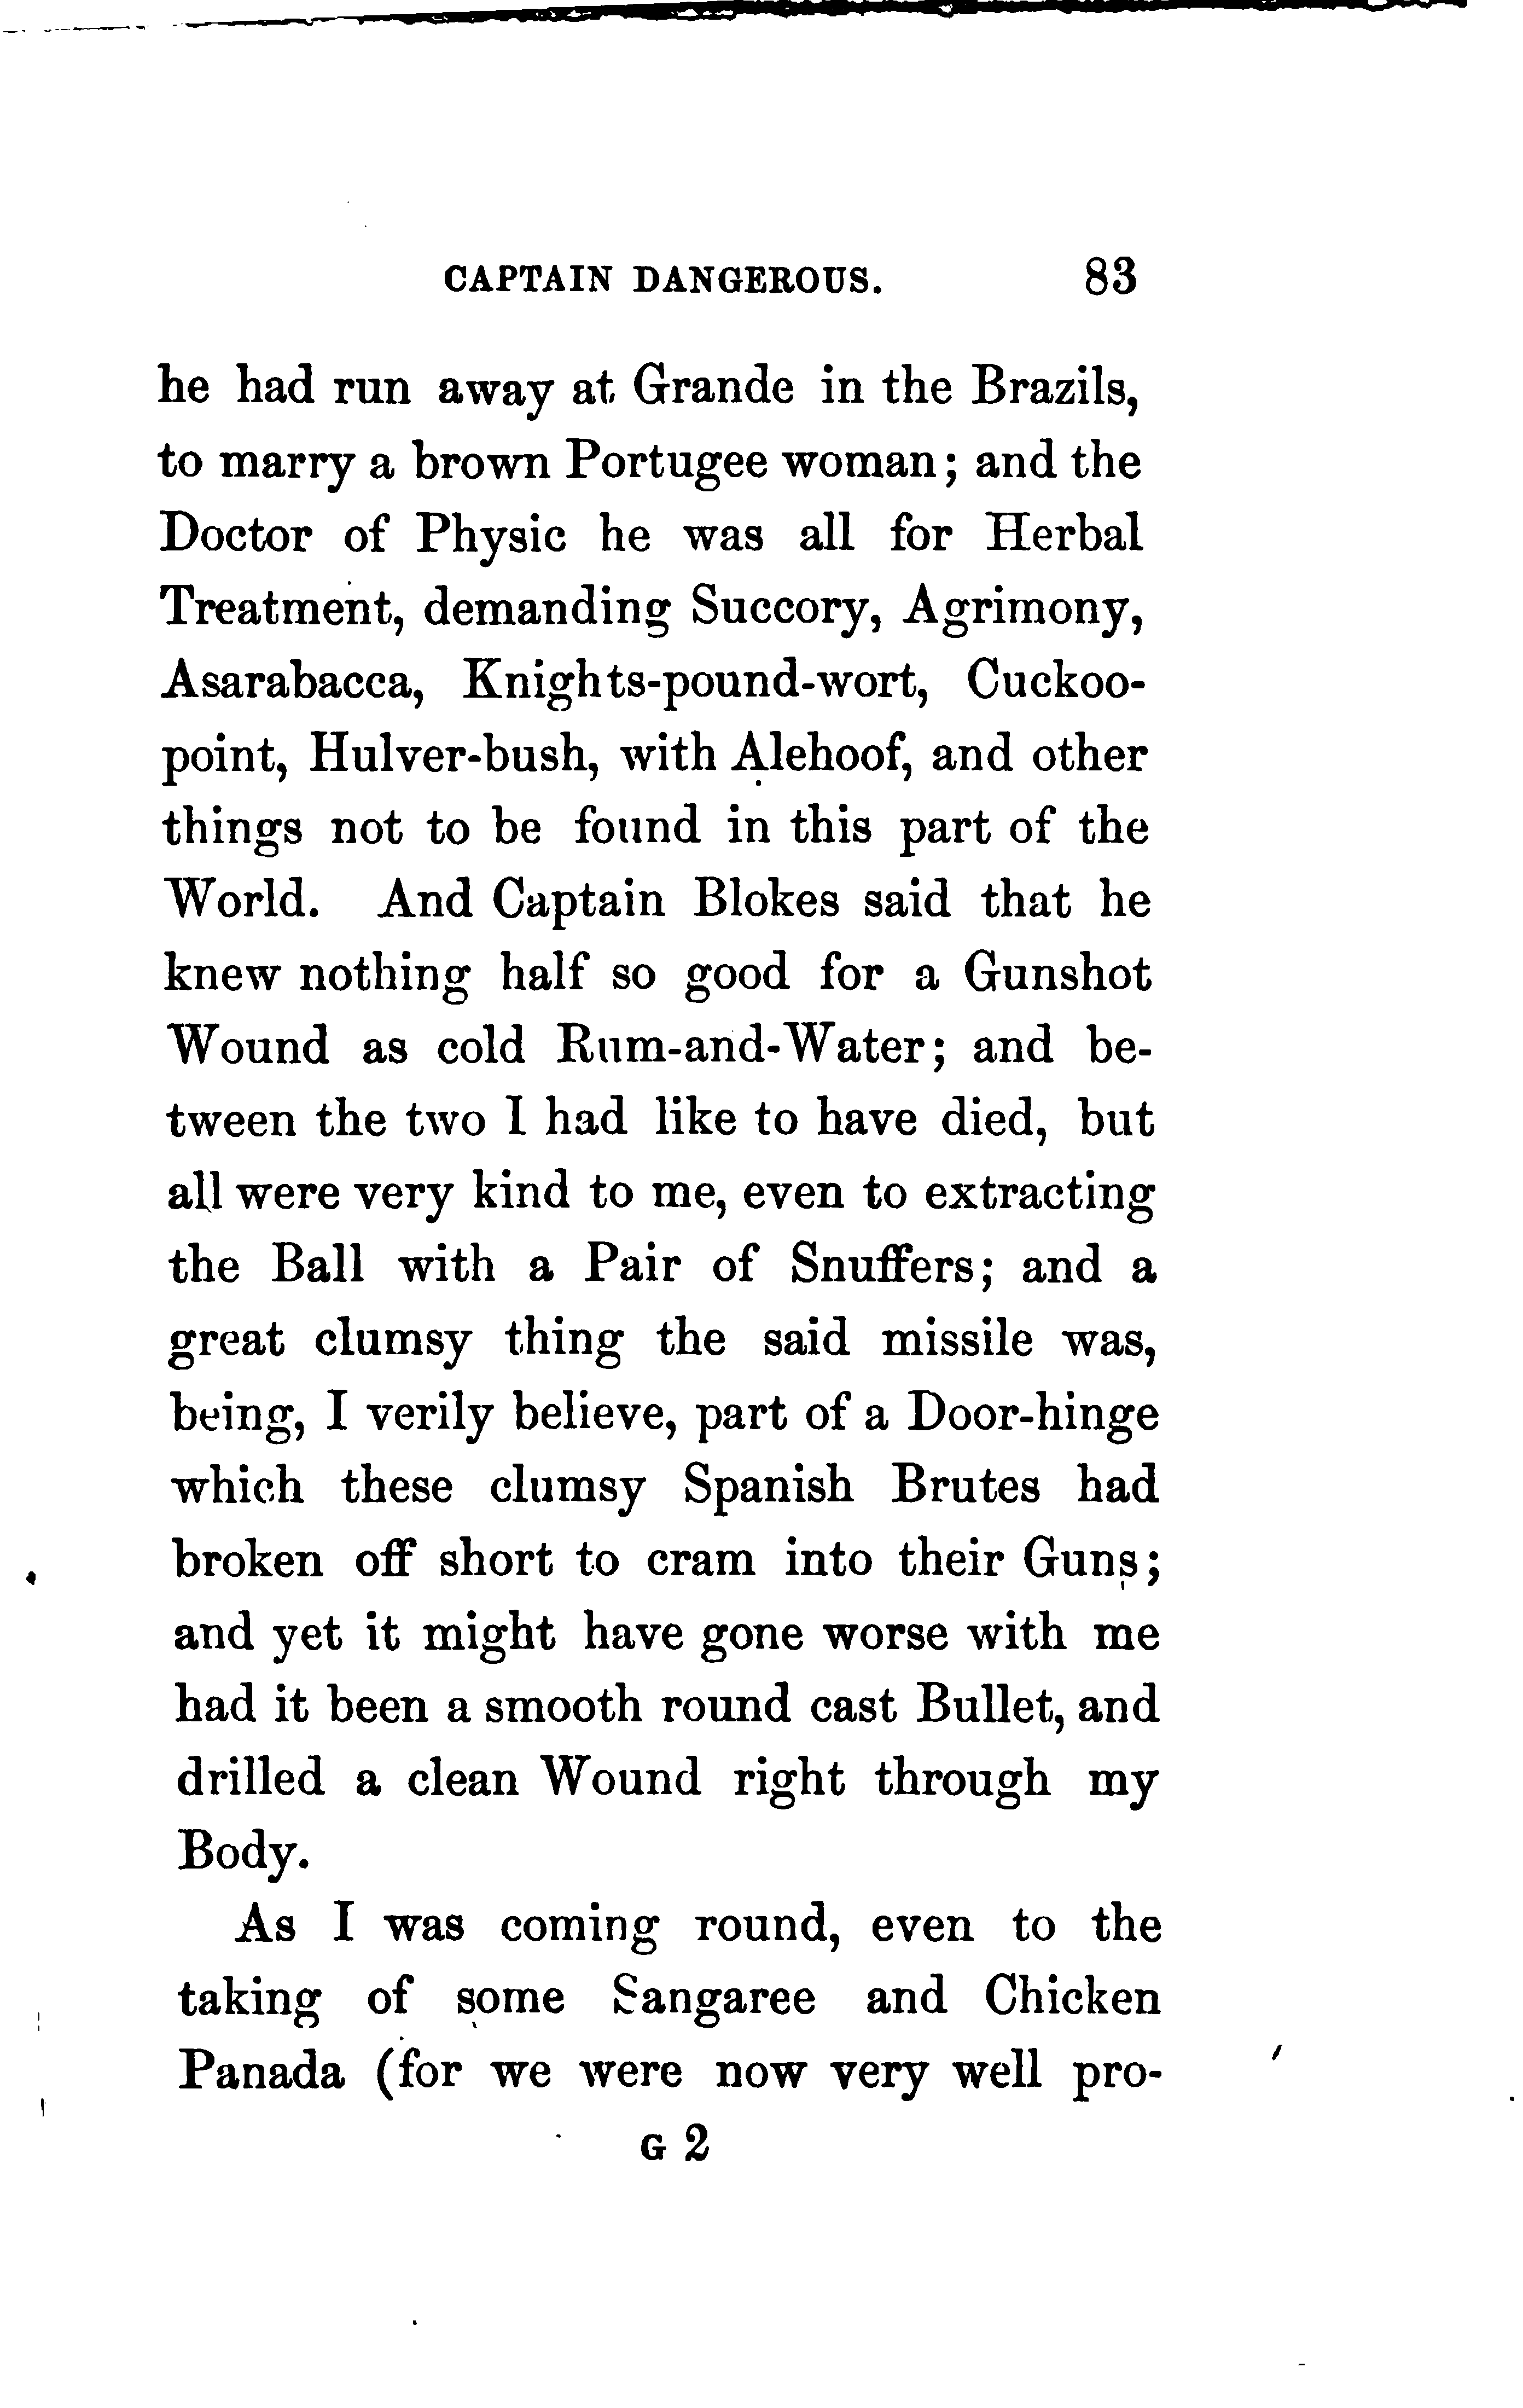 CAPTAIN DANGEROUS. 83
he had run away at Grande in the Brazils,
to marry a brown Portugee woman; and the
Doctor of Physic he was all for Herbal
Treatment, demanding Succory, Agrimony,
Asarabacca, Knights-pound-wort, Cuckoo-
point, Hulver-bush, with Alehoof, and other
things not to be found in this part of the
World. And Captain Blokes said that he
knew nothing half so good for a Gunshot
Wound as cold Rum-and-Water; and be-
tween the two I had like to have died, but
all were very kind to me, even to extracting
the Ball with a Pair of Snuffers; and a
great clumsy thing the said missile was,
being, I verily believe, part of a Door-hinge
which these clumsy Spanish Brutes had
broken off short to cram into their Guns;
and yet it might have gone worse with me
had it been a smooth round cast Bullet, and
drilled a clean Wound right through my
Body.
As I was coming round, even to the
taking of some Sangaree and Chicken
Panada (for we were now very well pro-
G 2